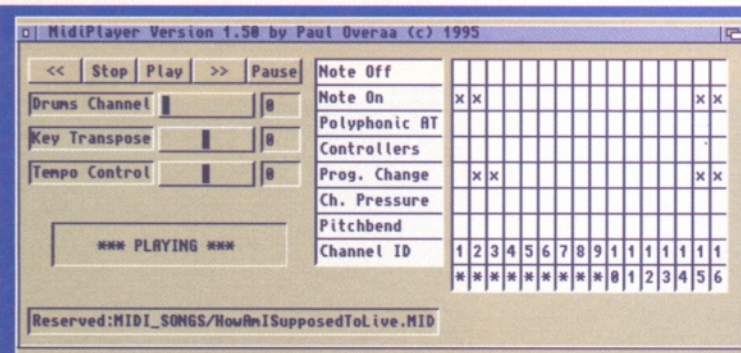 MidiPlayer Version 1.50 by Paul Overaa (c) 1995
<< Stop Play >> Pause
Drums Channel 0
Key Transpose 0
Tempo Control 0
*** PLAYING ***
Reserved:MIDI_SONGS/HowAmISupposedToLive.MID
Note Off
Note On x x x x
Polyphonic AT
Controllers
Prog. Change x x x x
Ch. Pressure
Pitchbend
Channel ID 1 2 3 4 5 6 7 8 9 1 1 1 1 1 1 1
* * * * * * * * * 0 1 2 3 4 5 6